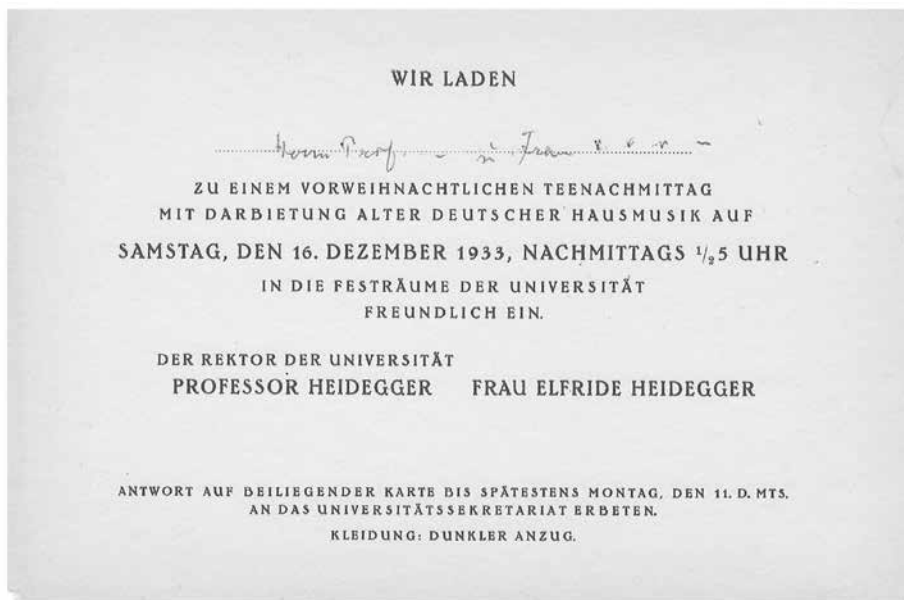 WIR LADEN
Herrn Prof. u. Frau
ZU EINEM VORWEIHNACHTLICHEN TEENACHMITTAG
MIT DARBIETUNG ALTER DEUTSCHER HAUSMUSIK AUF
SAMSTAG, DEN 16. DEZEMBER 1933, NACHMITTAGS 1/2 5 UHR
IN DIE FESTRÄUME DER UNIVERSITÄT
FREUNDLICH EIN.
DER REKTOR DER UNIVERSITÄT
PROFESSOR HEIDEGGER FRAU ELFRIDE HEIDEGGER
ANTWORT AUF BEILIEGENDER KARTE BIS SPÄTESTENS MONTAG, DEN 11. D. MTS.
AN DAS UNIVERSITÄTSSEKRETARIAT ERBETEN.
KLEIDUNG: DUNKLER ANZUG.